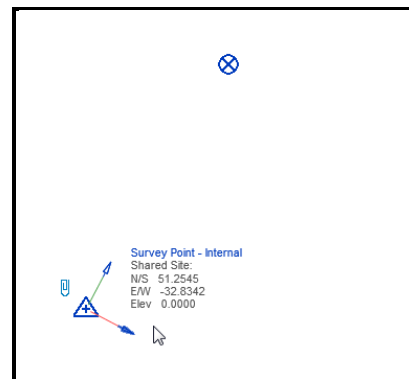 Survey Point - Internal
Shared Site:
N/S 51.2545
E/W -32.8342
Elev 0.0000